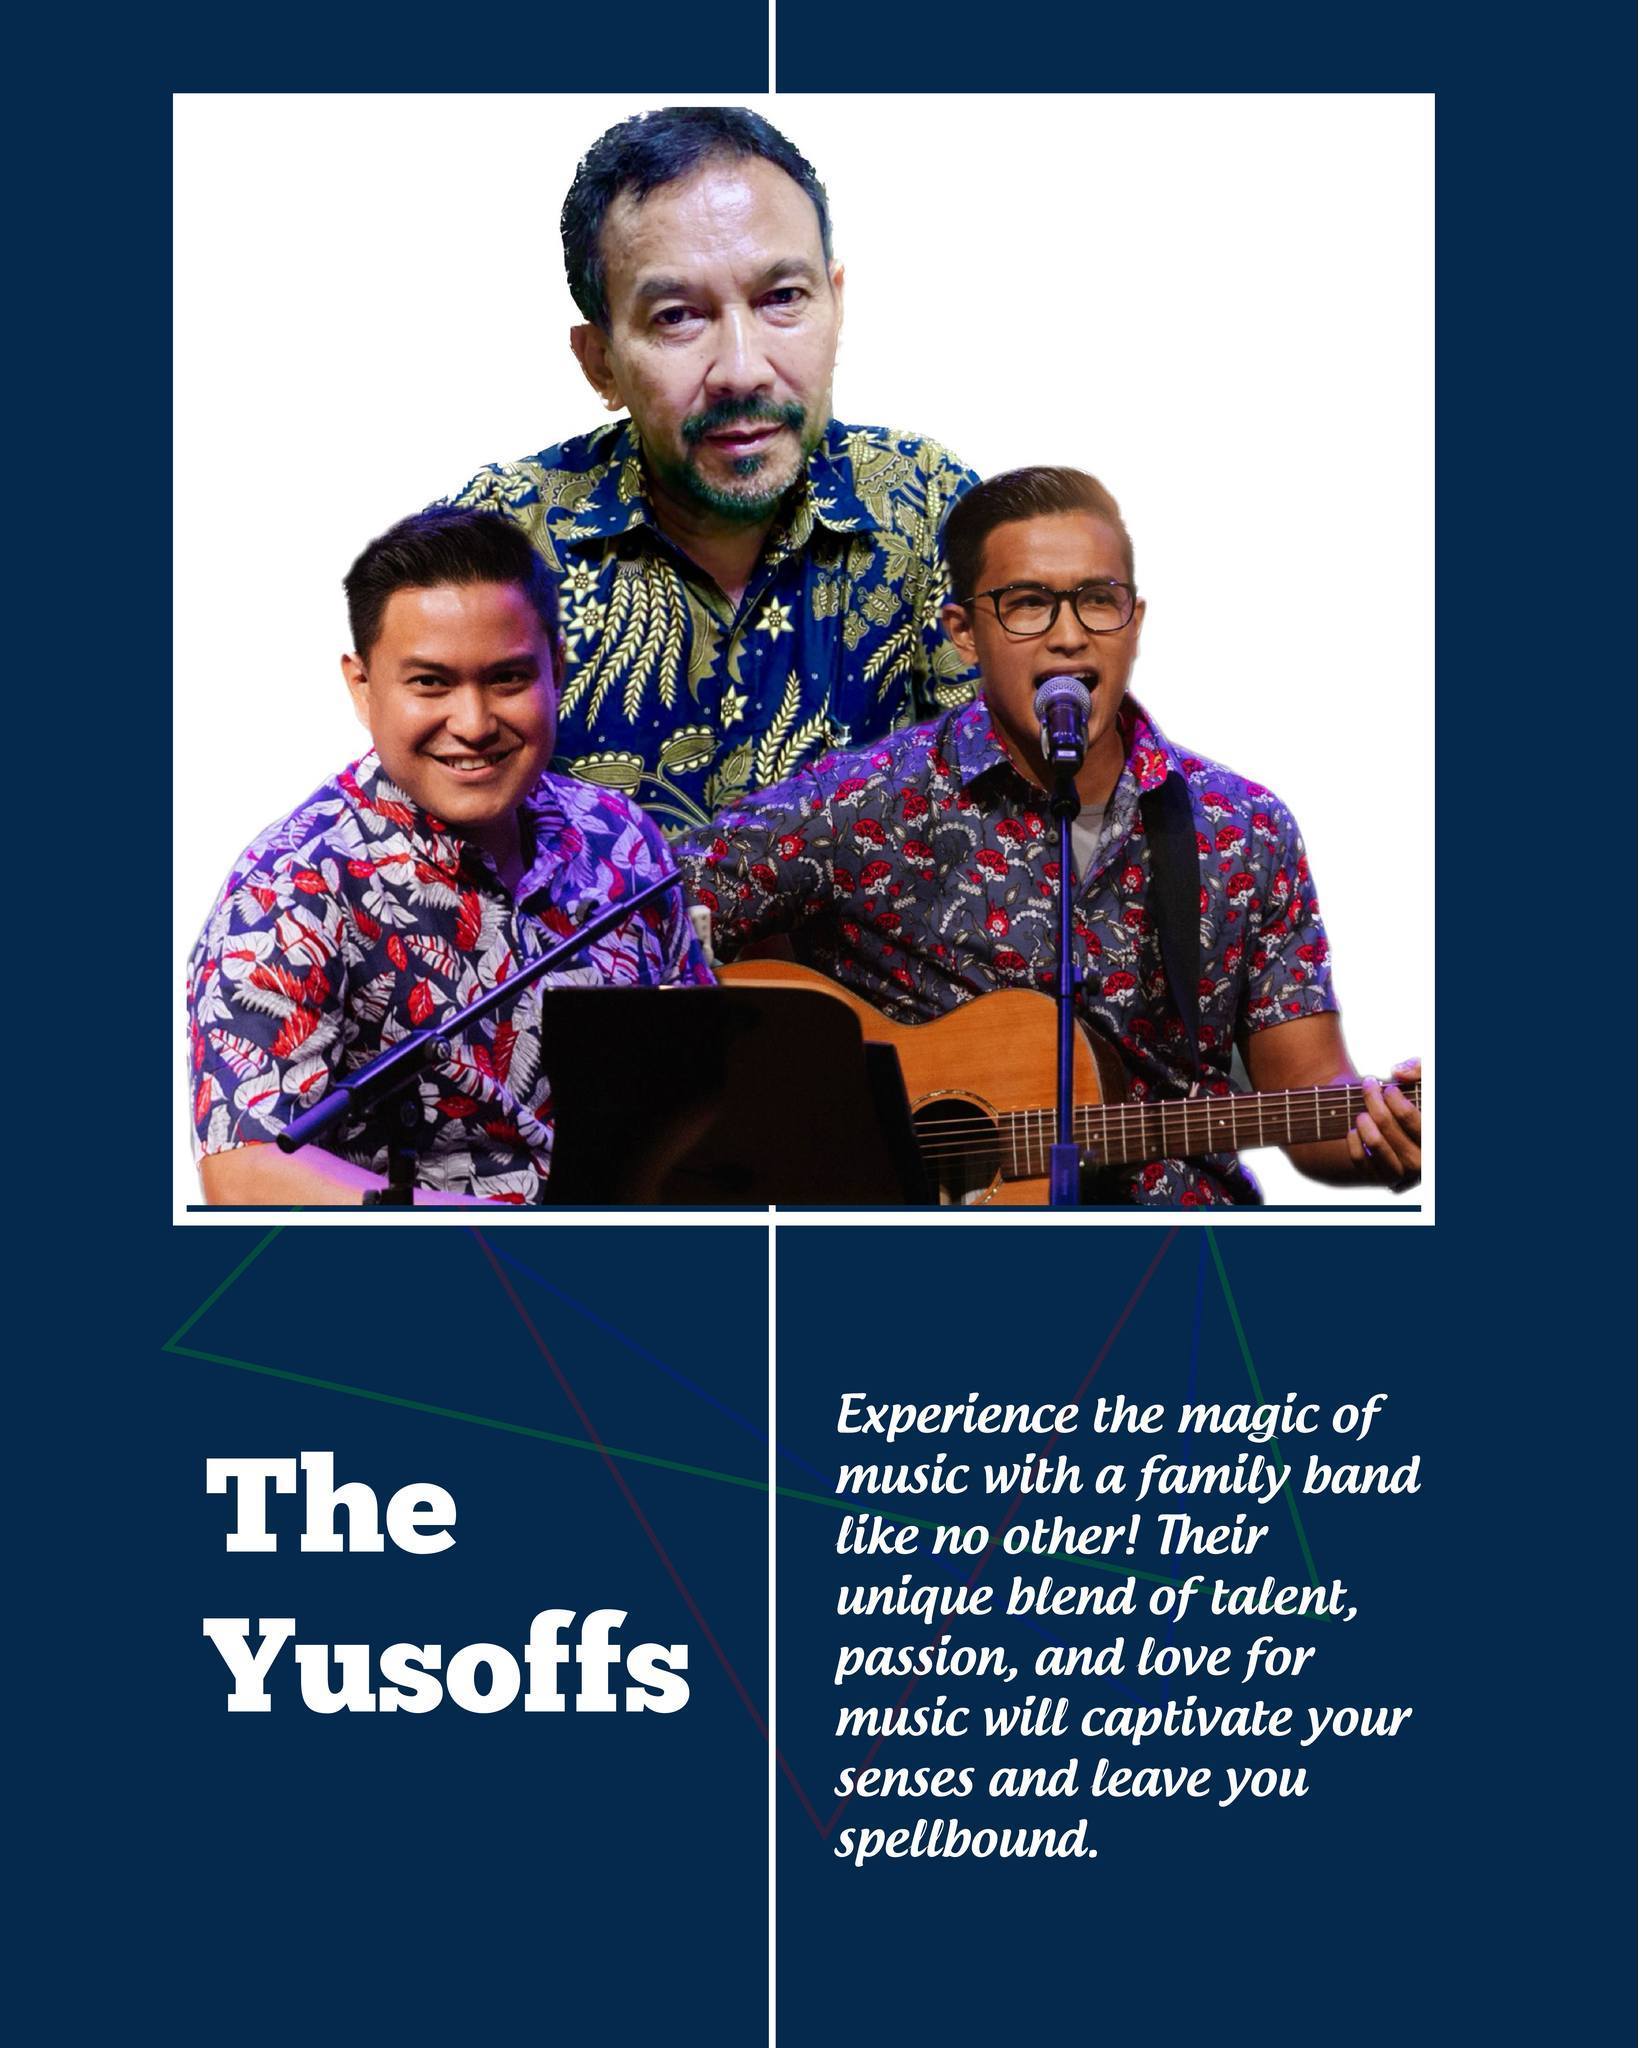 The
Yusoffs
Experience the magic of
music with a family band
like no other! Their
unique blend of talent,
passion, and love for
music will captivate your
senses and leave you
spellbound.